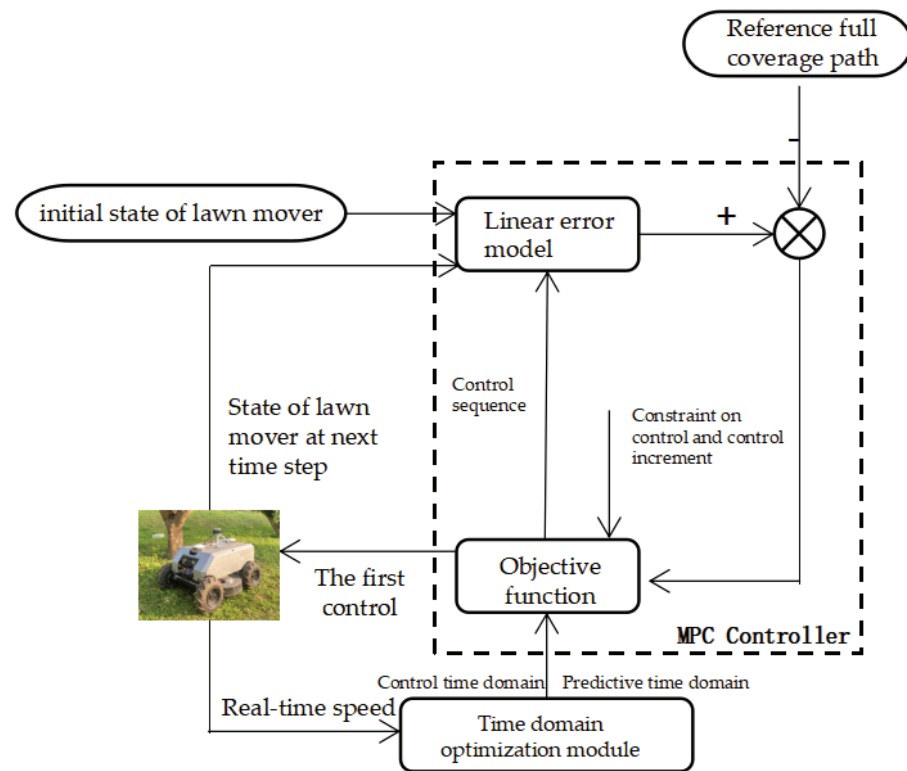 Reference full
coverage path
-
initial state of lawn mover
Linear error
model
+
Control
sequence
State of lawn
mover at next
time step
Constraint on
control and control
increment
The first
control
Objective
function
MPC Controller
Control time domain
Predictive time domain
Real-time speed
Time domain
optimization module